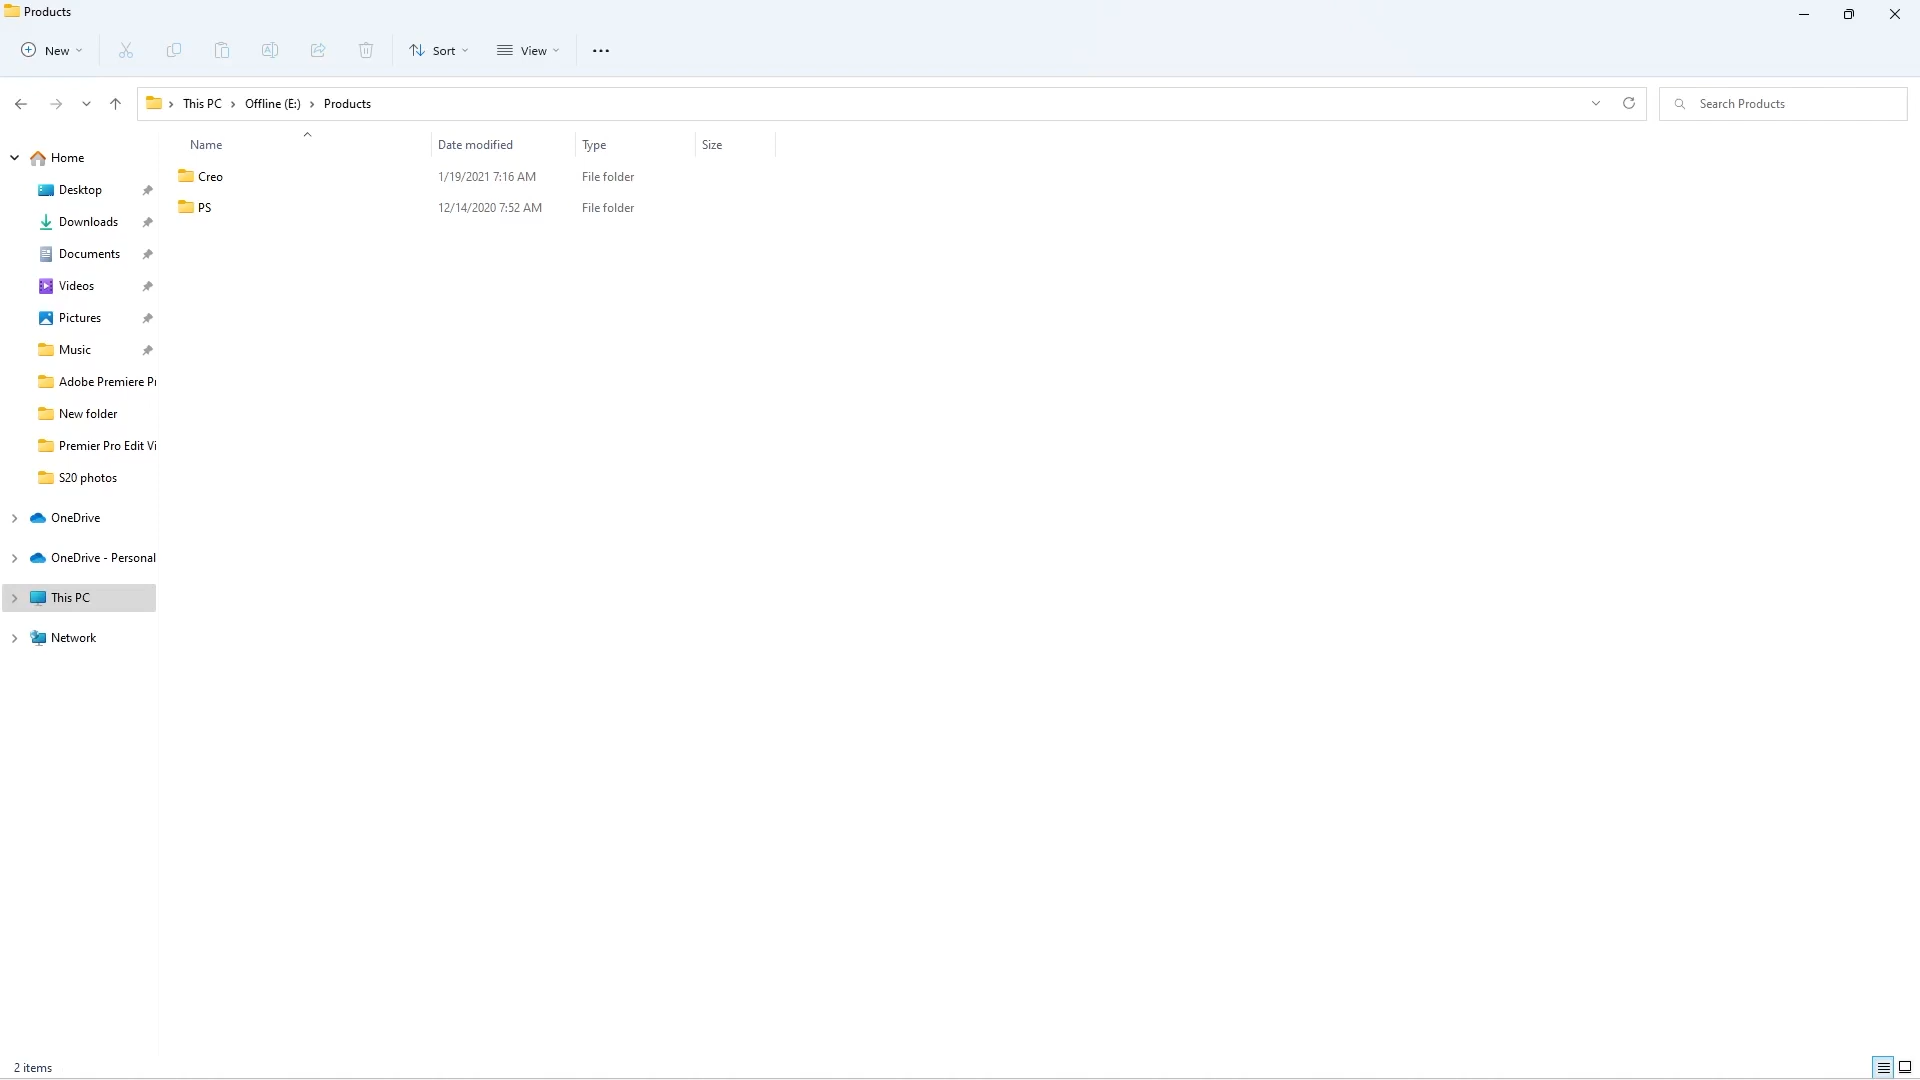 Products
New
Sort
View
This PC
Offline (E:)
Products
Search Products
Name
Date modified
Type
Size
Creo
1/19/2021 7:16 AM
File folder
PS
12/14/2020 7:52 AM
File folder
Home
Desktop
Downloads
Documents
Videos
Pictures
Music
Adobe Premiere Pr
New folder
Premier Pro Edit Vi
S20 photos
OneDrive
OneDrive - Personal
This PC
Network
2 items